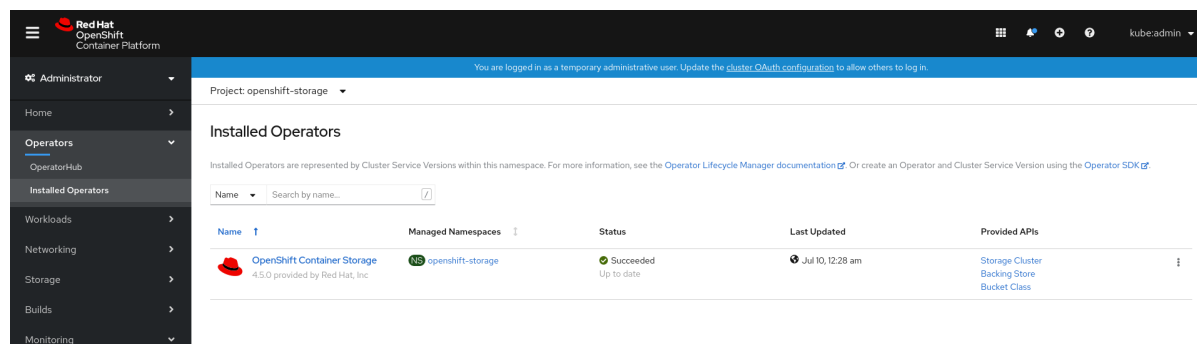 Red Hat
OpenShift
Container Platform
kube:admin
Administrator
You are logged in as a temporary administrative user. Update the cluster OAuth configuration to allow others to log in.
Project: openshift-storage
Home
Operators
OperatorHub
Installed Operators
Workloads
Networking
Storage
Builds
Monitoring
Installed Operators
Installed Operators are represented by Cluster Service Versions within this namespace. For more information, see the Operator Lifecycle Manager documentation. Or create an Operator and Cluster Service Version using the Operator SDK.
Name Search by name... /
Name Managed Namespaces Status Last Updated Provided APIs
OpenShift Container Storage NS openshift-storage Succeeded Jul 10, 12:28 am Storage Cluster
4.5.0 provided by Red Hat, Inc Up to date Backing Store
Bucket Class